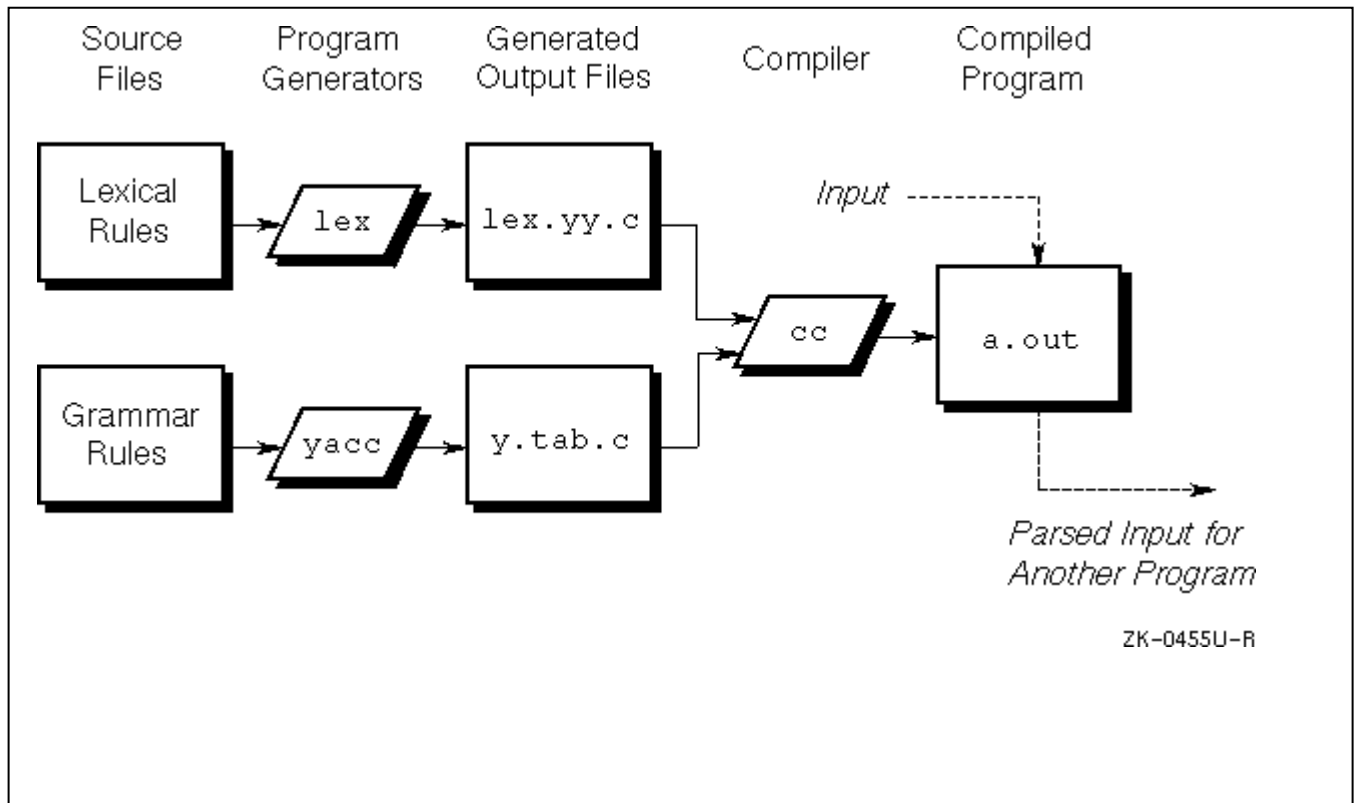 Source
Files
Program
Generators
Generated
Output Files
Compiler
Compiled
Program
Lexical
Rules
lex
lex.yy.c
Input
cc
a.out
Grammar
Rules
yacc
y.tab.c
Parsed Input for
Another Program
ZK-0455U-R